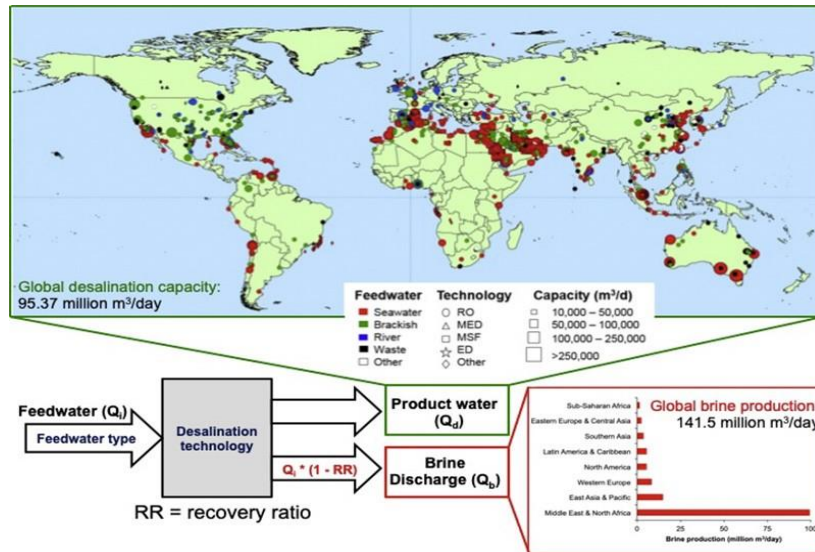 Global desalination capacity:
95.37 million m³/day
Feedwater
Seawater
Brackish
River
Waste
Other
Technology
RO
MED
MSF
ED
Other
Capacity (m³/d)
10,000 – 50,000
50,000 – 100,000
100,000 – 250,000
>250,000
Feedwater (Qᵢ)
Feedwater type
Desalination
technology
RR = recovery ratio
Product water
(Q_d)
Qᵢ * (1 - RR)
Brine
Discharge (Q_b)
Global brine production:
141.5 million m³/day
Sub-Saharan Africa
Eastern Europe & Central Asia
Southern Asia
Latin America & Caribbean
North America
Western Europe
East Asia & Pacific
Middle East & North Africa
0 25 50 75 100
Brine production (million m³/day)